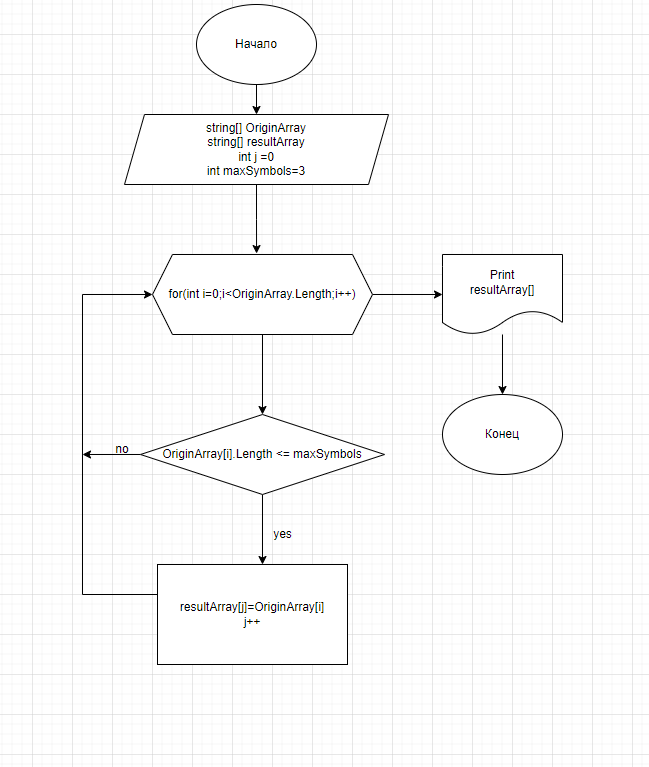 Начало
string[] OriginArray
string[] resultArray
int j =0
int maxSymbols=3
for(int i=0;i<OriginArray.Length;i++)
Print
resultArray[]
Конец
OriginArray[i].Length <= maxSymbols
no
yes
resultArray[j]=OriginArray[i]
j++